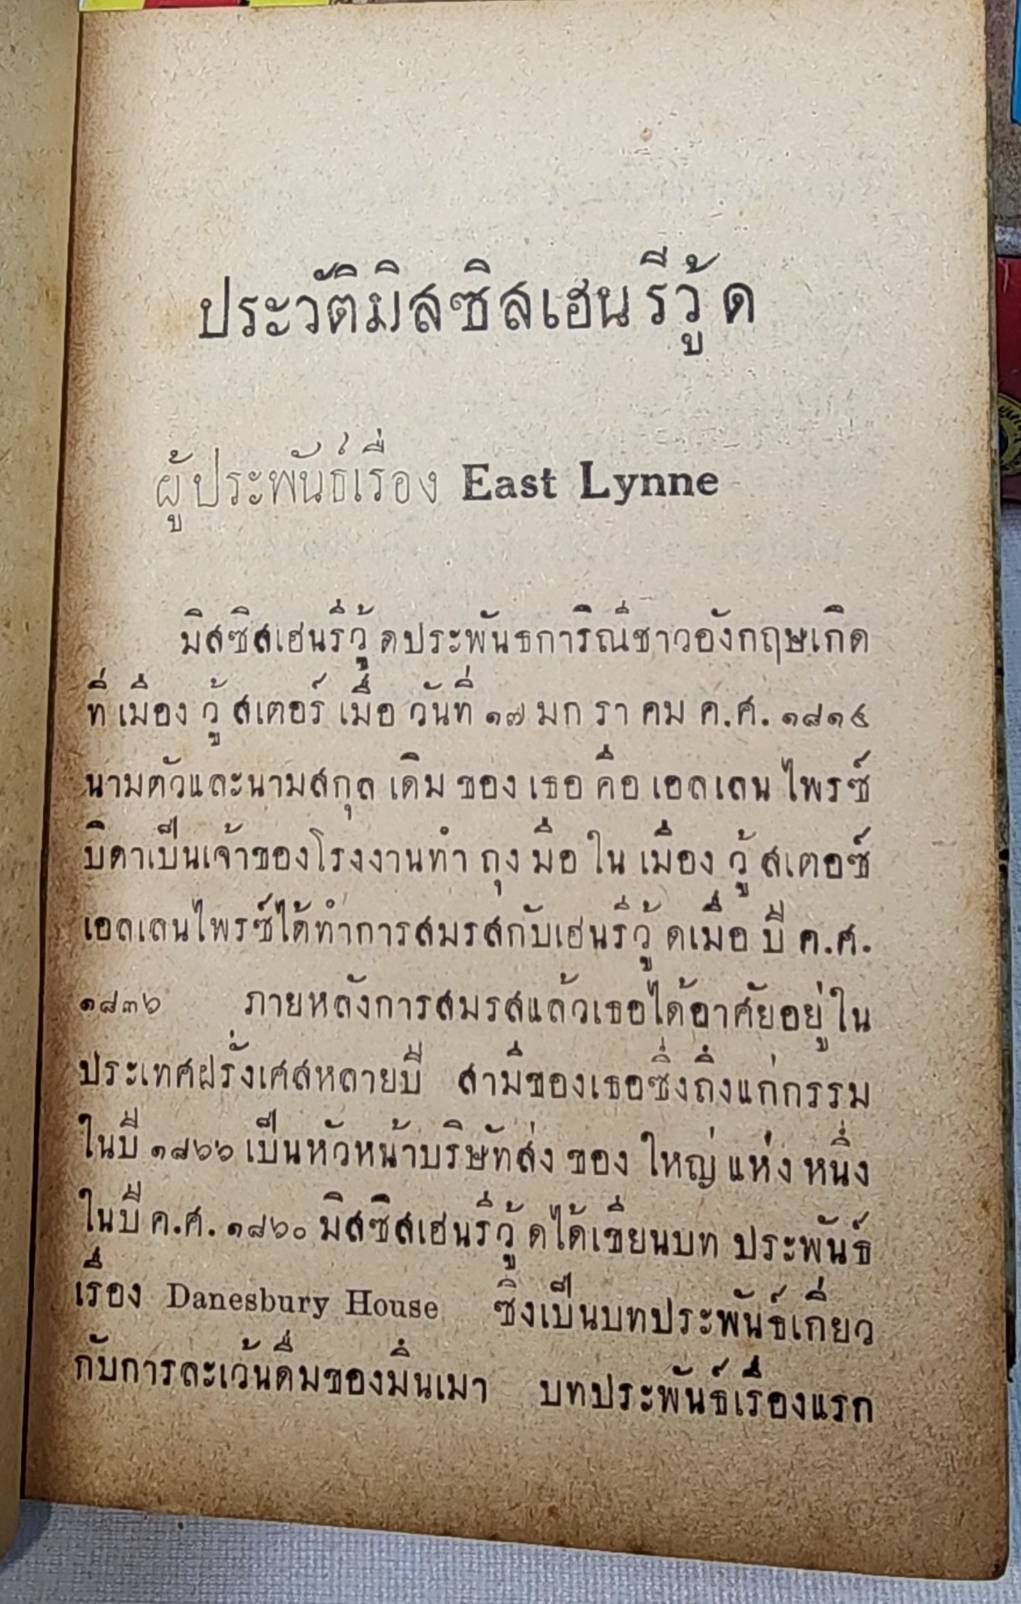 ประวัติมิสซิสเฮนรีวู้ด
ผู้ประพันธ์เรื่อง East Lynne
มิสซิสเฮนรี่วู้ดประพันธการิณีชาวอังกฤษเกิด
ที่เมืองวู้สเตอร์เมื่อวันที่ ๑๗ มกราคม ค.ศ. ๑๘๑๔
นามตัวและนามสกุลเดิมของเธอคือเอลเลนไพรซ์
บิดาเป็นเจ้าของโรงงานทำถุงมือในเมืองวู้สเตอร์
เอลเลนไพรซ์ได้ทำการสมรสกับเฮนรี่วู้ดเมื่อปี ค.ศ.
๑๘๓๖ ภายหลังการสมรสแล้วเธอได้อาศัยอยู่ใน
ประเทศฝรั่งเศสหลายปี สามีของเธอซึ่งถึงแก่กรรม
ในปี ๑๘๖๖ เป็นหัวหน้าบริษัทส่งของใหญ่แห่งหนึ่ง
ในปี ค.ศ. ๑๘๖๐ มิสซิสเฮนรี่วู้ดได้เขียนบทประพันธ์
เรื่อง Danesbury House ซึ่งเป็นบทประพันธ์เกี่ยว
กับการละเว้นดื่มของมึนเมา บทประพันธ์เรื่องแรก